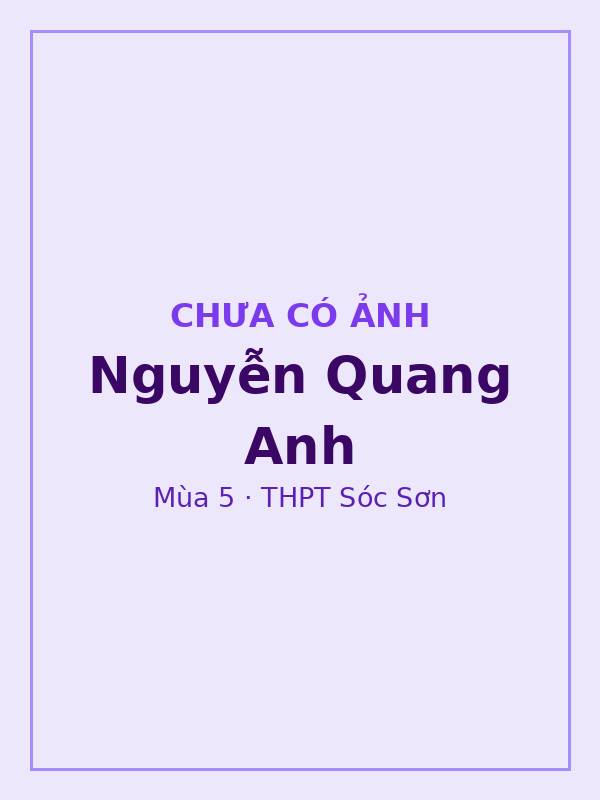 CHƯA CÓ ẢNH
Nguyễn Quang
Anh
Mùa 5 · THPT Sóc Sơn